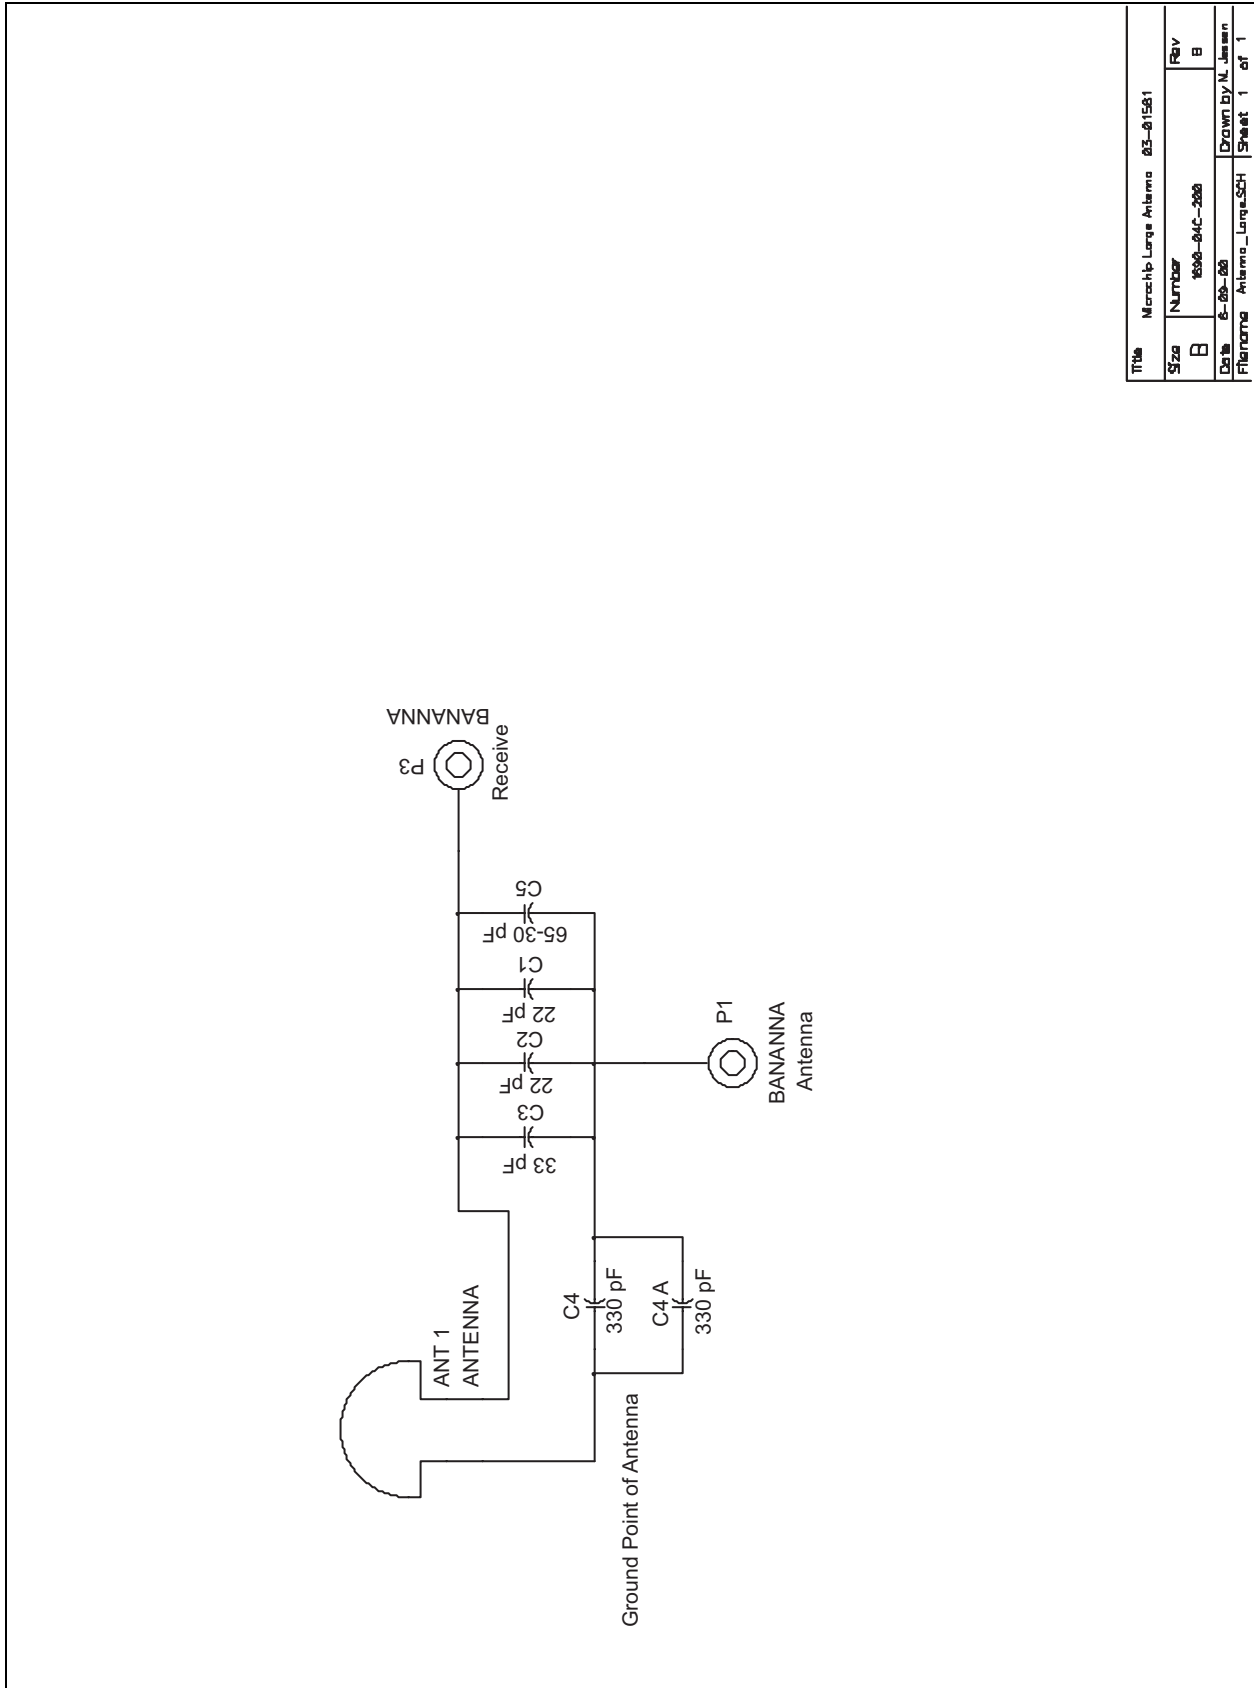 BANANNA
P3
Receive
C5
65-30 pF
C1
22 pF
C2
22 pF
C3
33 pF
P1
BANANNA
Antenna
ANT 1
ANTENNA
C4
330 pF
C4 A
330 pF
Ground Point of Antenna
Title
Microchip Large Antenna 03-01581
Size Number Rev
B 1690-04C-200 B
Date 6-09-00 Drawn by N. Jessen
Filename Antenna_Large.SCH Sheet 1 of 1